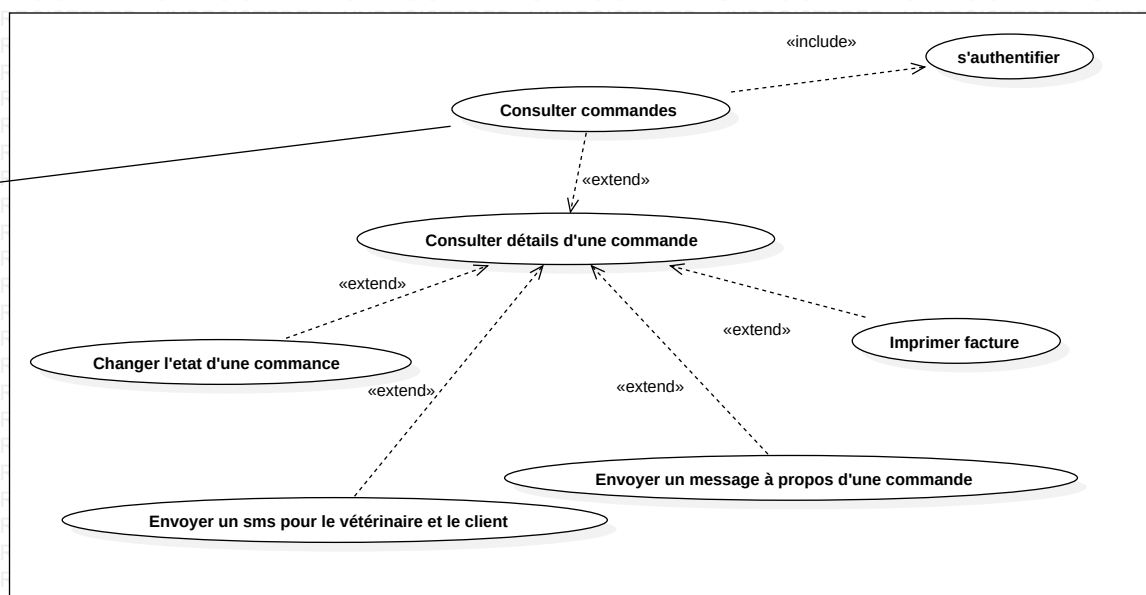 «include»
s'authentifier
Consulter commandes
«extend»
Consulter détails d'une commande
«extend»
«extend»
Imprimer facture
Changer l'etat d'une commance
«extend»
«extend»
Envoyer un message à propos d'une commande
Envoyer un sms pour le vétérinaire et le client